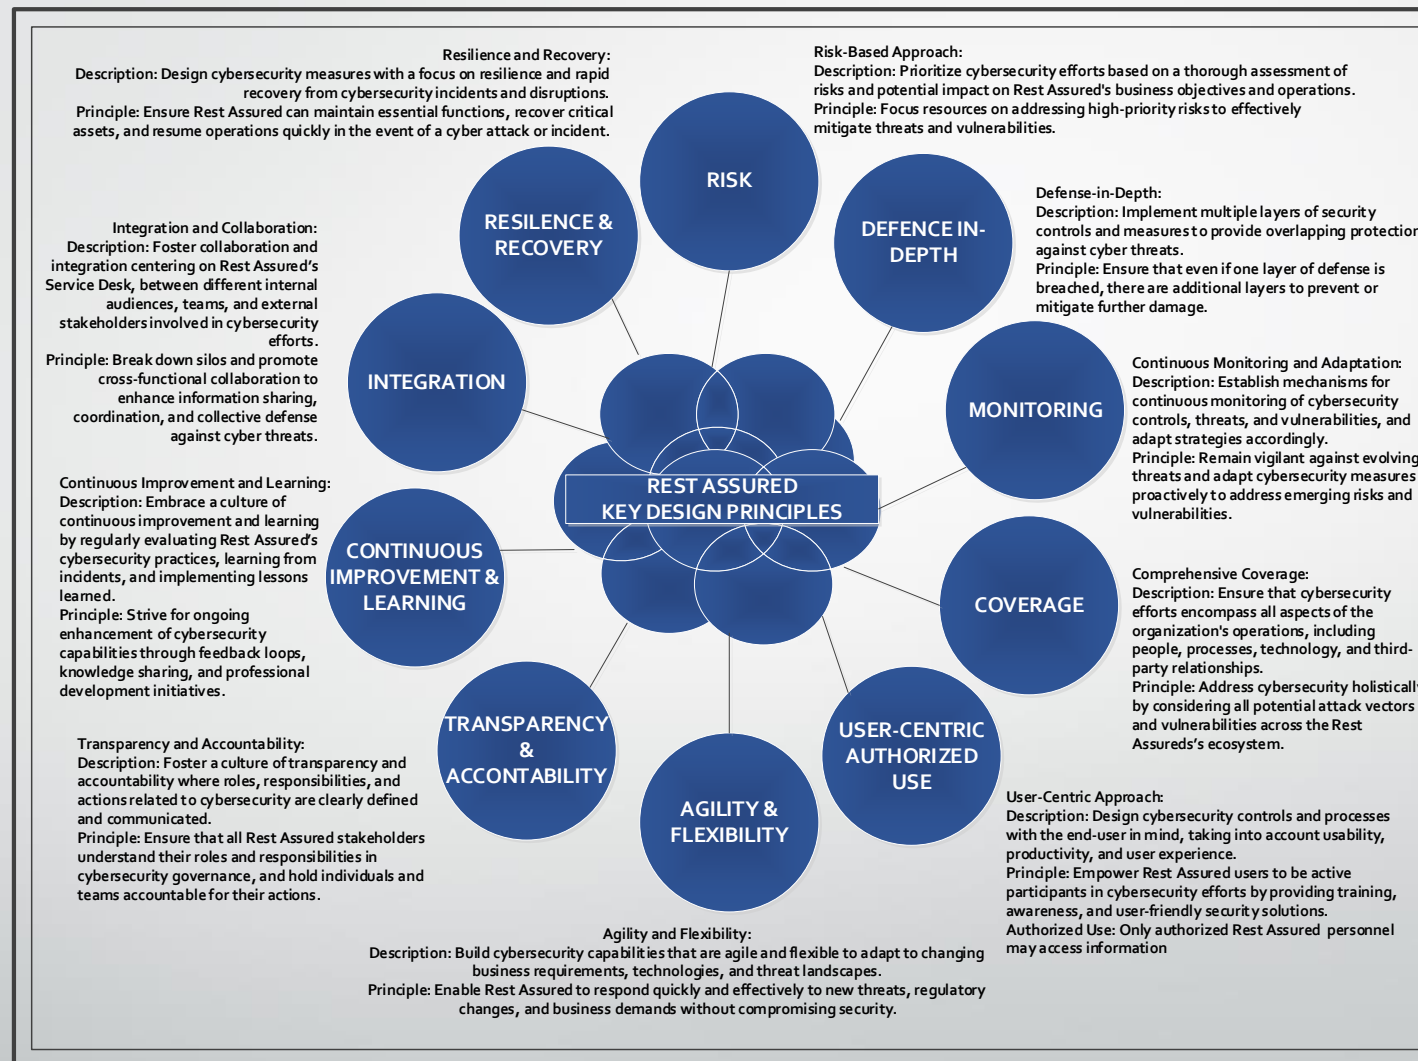 Resilience and Recovery:
Description: Design cybersecurity measures with a focus on resilience and rapid
recovery from cybersecurity incidents and disruptions.
Principle: Ensure Rest Assured can maintain essential functions, recover critical
assets, and resume operations quickly in the event of a cyber attack or incident.
Risk-Based Approach:
Description: Prioritize cybersecurity efforts based on a thorough assessment of
risks and potential impact on Rest Assured's business objectives and operations.
Principle: Focus resources on addressing high-priority risks to effectively
mitigate threats and vulnerabilities.
RISK
RESILENCE &
RECOVERY
DEFENCE IN-
DEPTH
Defense-in-Depth:
Description: Implement multiple layers of security
controls and measures to provide overlapping protection
against cyber threats.
Principle: Ensure that even if one layer of defense is
breached, there are additional layers to prevent or
mitigate further damage.
Integration and Collaboration:
Description: Foster collaboration and
integration centering on Rest Assured’s
Service Desk, between different internal
audiences, teams, and external
stakeholders involved in cybersecurity
efforts.
Principle: Break down silos and promote
cross-functional collaboration to
enhance information sharing,
coordination, and collective defense
against cyber threats.
INTEGRATION
MONITORING
Continuous Monitoring and Adaptation:
Description: Establish mechanisms for
continuous monitoring of cybersecurity
controls, threats, and vulnerabilities, and
adapt strategies accordingly.
Principle: Remain vigilant against evolving
threats and adapt cybersecurity measures
proactively to address emerging risks and
vulnerabilities.
REST ASSURED
KEY DESIGN PRINCIPLES
Continuous Improvement and Learning:
Description: Embrace a culture of
continuous improvement and learning
by regularly evaluating Rest Assured’s
cybersecurity practices, learning from
incidents, and implementing lessons
learned.
Principle: Strive for ongoing
enhancement of cybersecurity
capabilities through feedback loops,
knowledge sharing, and professional
development initiatives.
CONTINUOUS
IMPROVEMENT &
LEARNING
COVERAGE
Comprehensive Coverage:
Description: Ensure that cybersecurity
efforts encompass all aspects of the
organization's operations, including
people, processes, technology, and third-
party relationships.
Principle: Address cybersecurity holistically
by considering all potential attack vectors
and vulnerabilities across the Rest
Assureds’s ecosystem.
TRANSPARENCY
&
ACCONTABILITY
USER-CENTRIC
AUTHORIZED
USE
AGILITY &
FLEXIBILITY
Transparency and Accountability:
Description: Foster a culture of transparency and
accountability where roles, responsibilities, and
actions related to cybersecurity are clearly defined
and communicated.
Principle: Ensure that all Rest Assured stakeholders
understand their roles and responsibilities in
cybersecurity governance, and hold individuals and
teams accountable for their actions.
User-Centric Approach:
Description: Design cybersecurity controls and processes
with the end-user in mind, taking into account usability,
productivity, and user experience.
Principle: Empower Rest Assured users to be active
participants in cybersecurity efforts by providing training,
awareness, and user-friendly security solutions.
Authorized Use: Only authorized Rest Assured personnel
may access information
Agility and Flexibility:
Description: Build cybersecurity capabilities that are agile and flexible to adapt to changing
business requirements, technologies, and threat landscapes.
Principle: Enable Rest Assured to respond quickly and effectively to new threats, regulatory
changes, and business demands without compromising security.